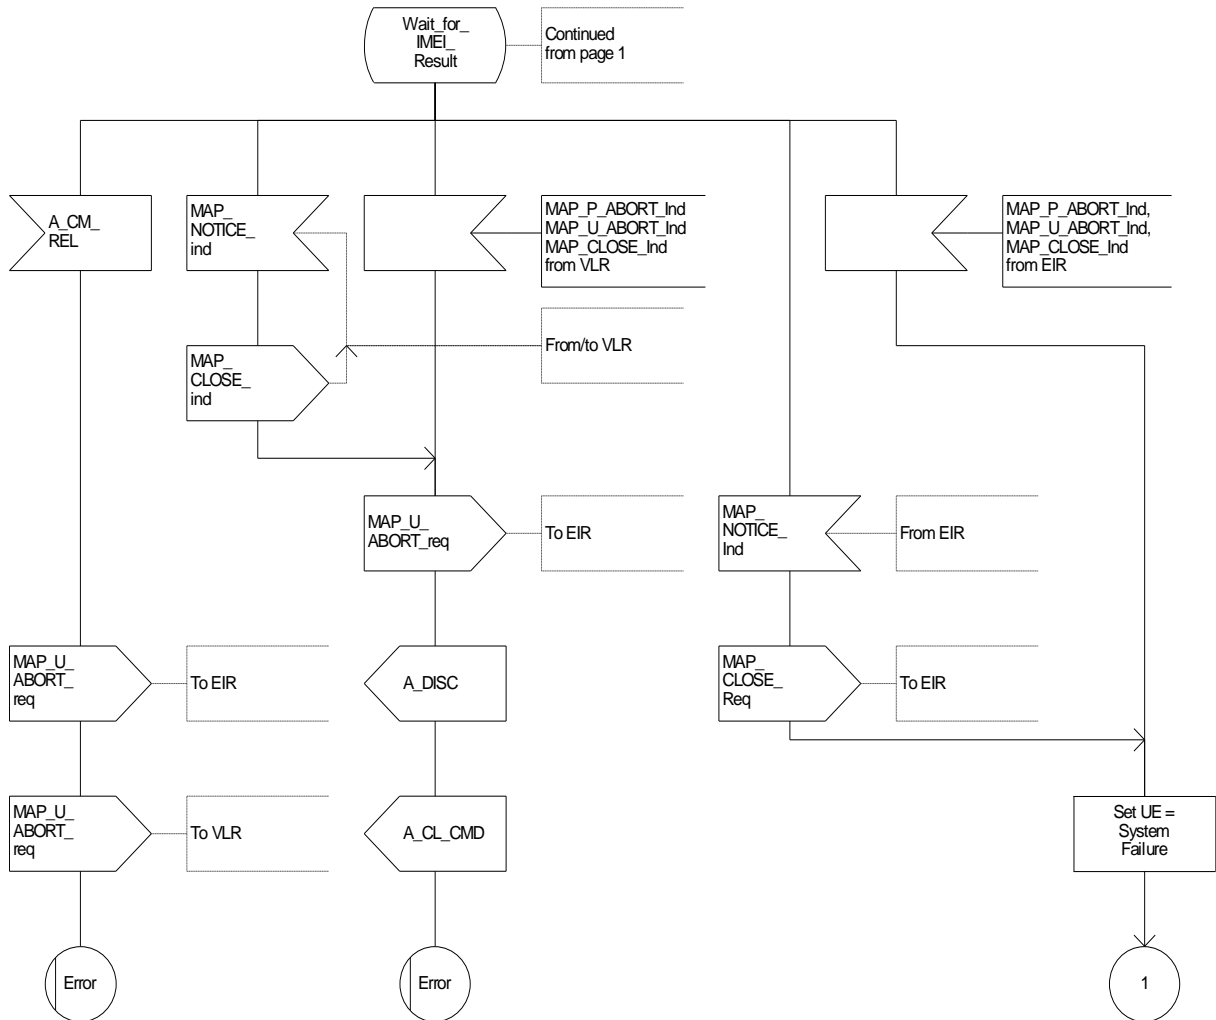 Wait_for_
IMEI_
Result
Continued
from page 1
A_CM_
REL
MAP_
NOTICE_
ind
MAP_P_ABORT_Ind
MAP_U_ABORT_Ind
MAP_CLOSE_Ind
from VLR
MAP_P_ABORT_Ind,
MAP_U_ABORT_Ind,
MAP_CLOSE_Ind
from EIR
MAP_
CLOSE_
ind
From/to VLR
MAP_U_
ABORT_req
To EIR
MAP_
NOTICE_
Ind
From EIR
MAP_U_
ABORT_
req
To EIR
A_DISC
MAP_
CLOSE_
Req
To EIR
MAP_U_
ABORT_
req
To VLR
A_CL_CMD
Set UE =
System
Failure
Error
Error
1